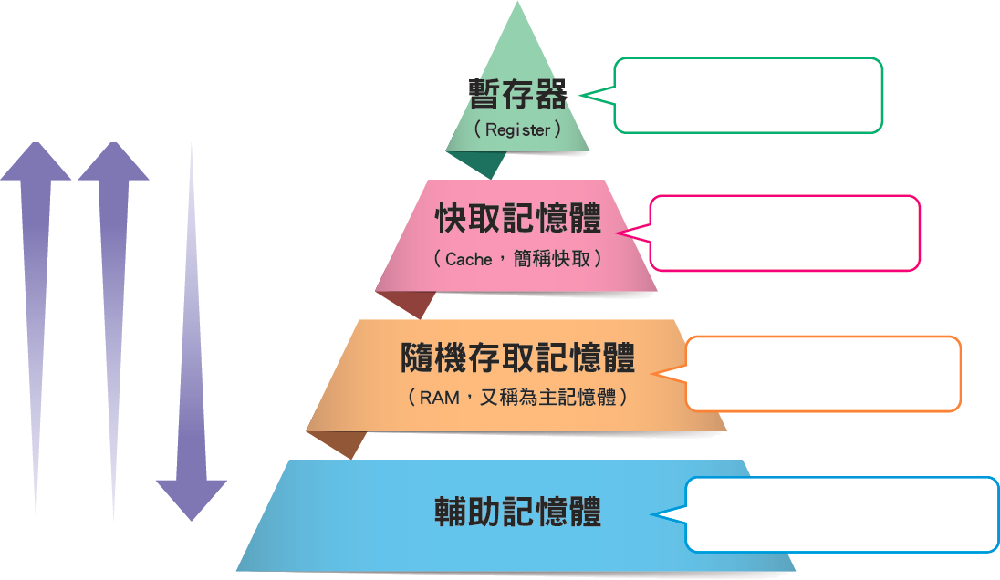 暫存器
（Register）
快取記憶體
（Cache，簡稱快取）
隨機存取記憶體
（RAM，又稱為主記憶體）
輔助記憶體